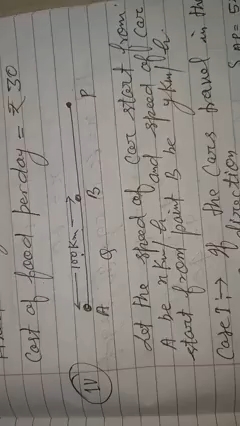 Cost of food per day = ₹ 30
IV
100 Km
A B P
Q
Let the speed of car start from
A be x km/h and speed of car
start from point B be y km/h.
Case I → If the cars travel in the
direction